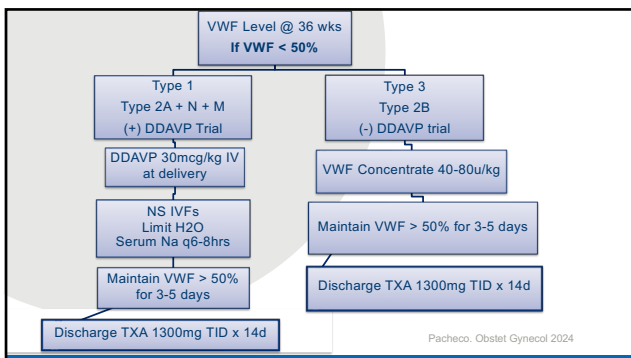 VWF Level @ 36 wks
If VWF < 50%
Type 1
Type 2A + N + M
(+) DDAVP Trial
DDAVP 30mcg/kg IV
at delivery
NS IVFs
Limit H2O
Serum Na q6-8hrs
Maintain VWF > 50%
for 3-5 days
Discharge TXA 1300mg TID x 14d
Type 3
Type 2B
(-) DDAVP trial
VWF Concentrate 40-80u/kg
Maintain VWF > 50% for 3-5 days
Discharge TXA 1300mg TID x 14d
Pacheco. Obstet Gynecol 2024